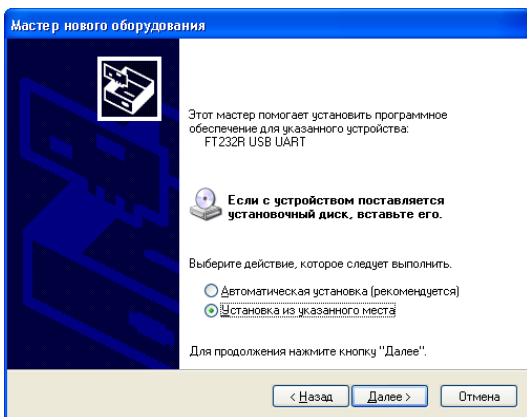 Мастер нового оборудования
Этот мастер помогает установить программное
обеспечение для указанного устройства:
FT232R USB UART
Если с устройством поставляется
установочный диск, вставьте его.
Выберите действие, которое следует выполнить.
Автоматическая установка (рекомендуется)
Установка из указанного места
Для продолжения нажмите кнопку "Далее".
< Назад
Далее >
Отмена